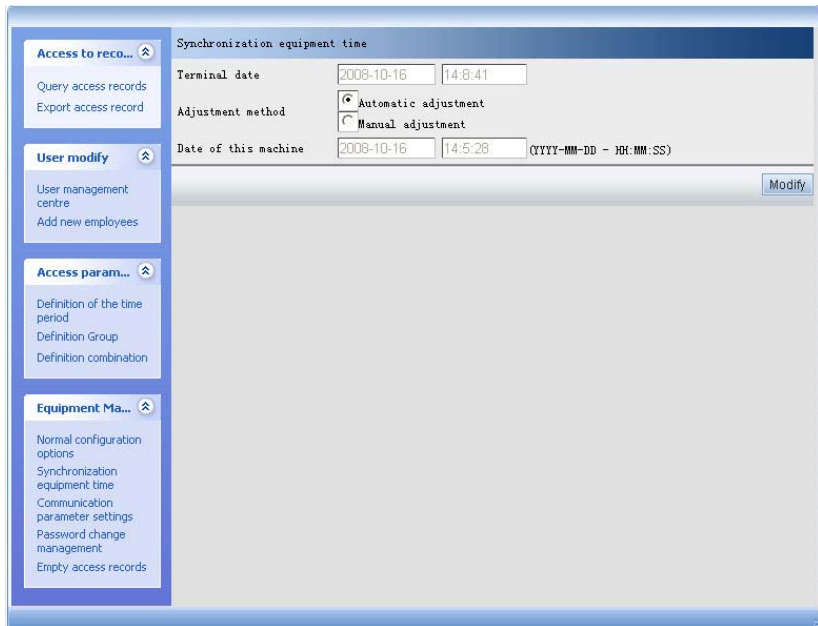 Access to reco...
Query access records
Export access record
User modify
User management
centre
Add new employees
Access param...
Definition of the time
period
Definition Group
Definition combination
Equipment Ma...
Normal configuration
options
Synchronization
equipment time
Communication
parameter settings
Password change
management
Empty access records
Synchronization equipment time
Terminal date 2008-10-16 14:8:41
Adjustment method Automatic adjustment
Manual adjustment
Date of this machine 2008-10-16 14:5:28 (YYYY-MM-DD - HH:MM:SS)
Modify